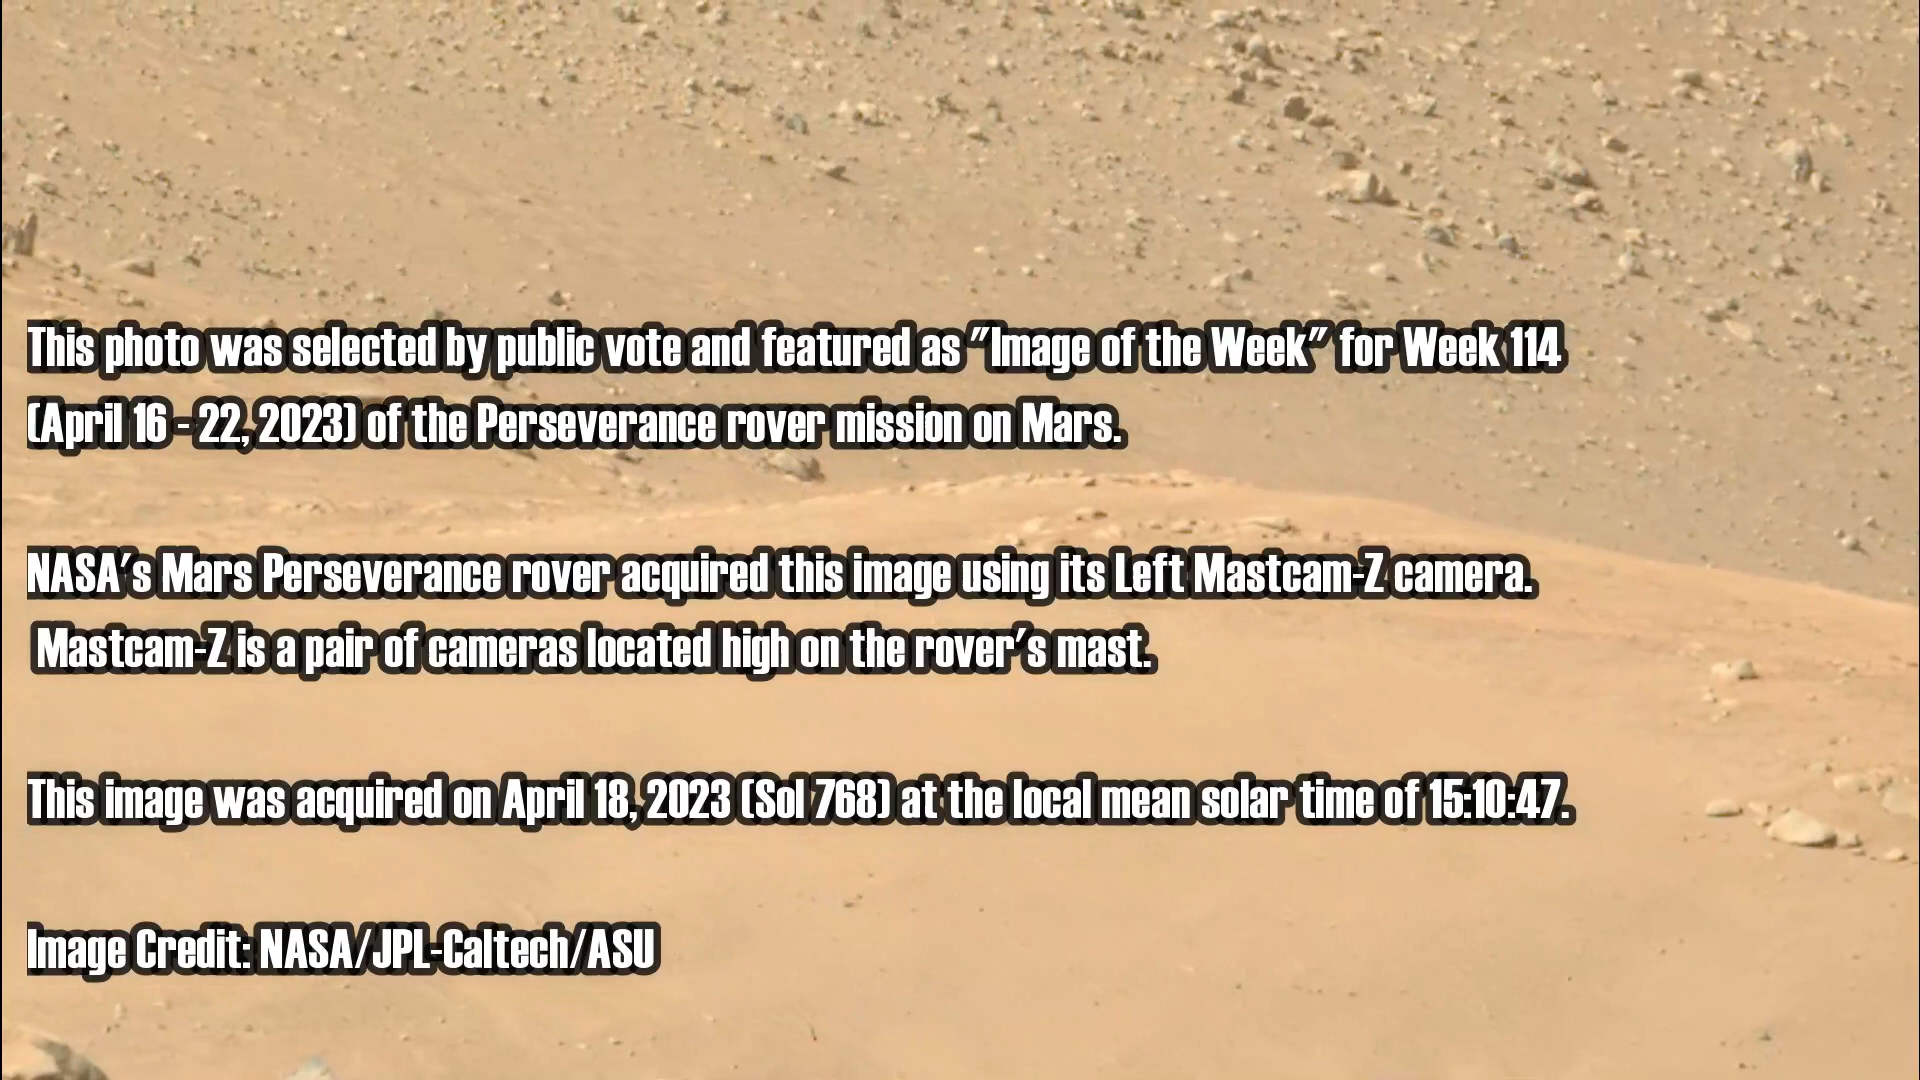 This photo was selected by public vote and featured as "Image of the Week" for Week 114
(April 16 - 22, 2023) of the Perseverance rover mission on Mars.
NASA's Mars Perseverance rover acquired this image using its Left Mastcam-Z camera.
Mastcam-Z is a pair of cameras located high on the rover's mast.
This image was acquired on April 18, 2023 (Sol 768) at the local mean solar time of 15:10:47.
Image Credit: NASA/JPL-Caltech/ASU